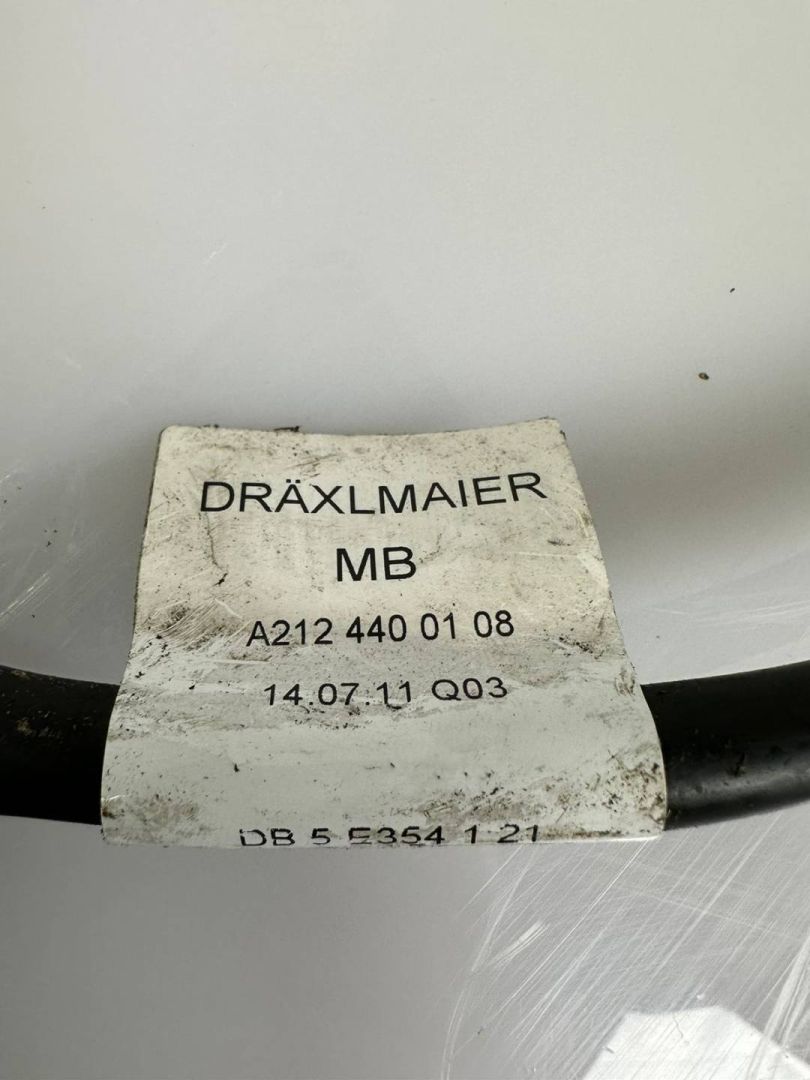 DRÄXLMAIER
MB
A212 440 01 08
14.07.11 Q03
DB 5 E354 1 21